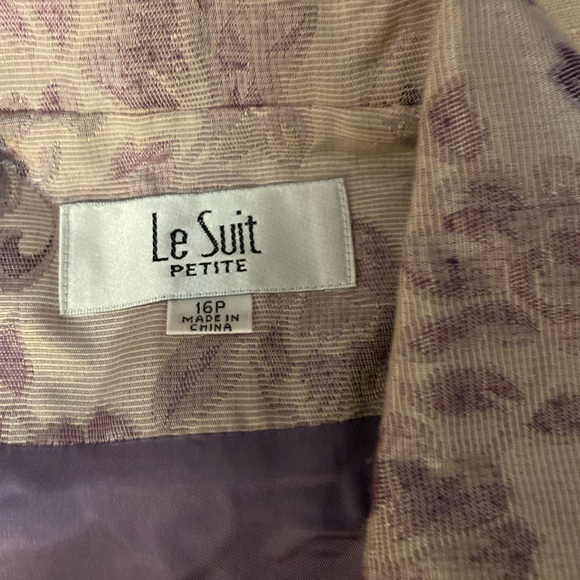 Le Suit
PETITE
16P
MADE IN
CHINA